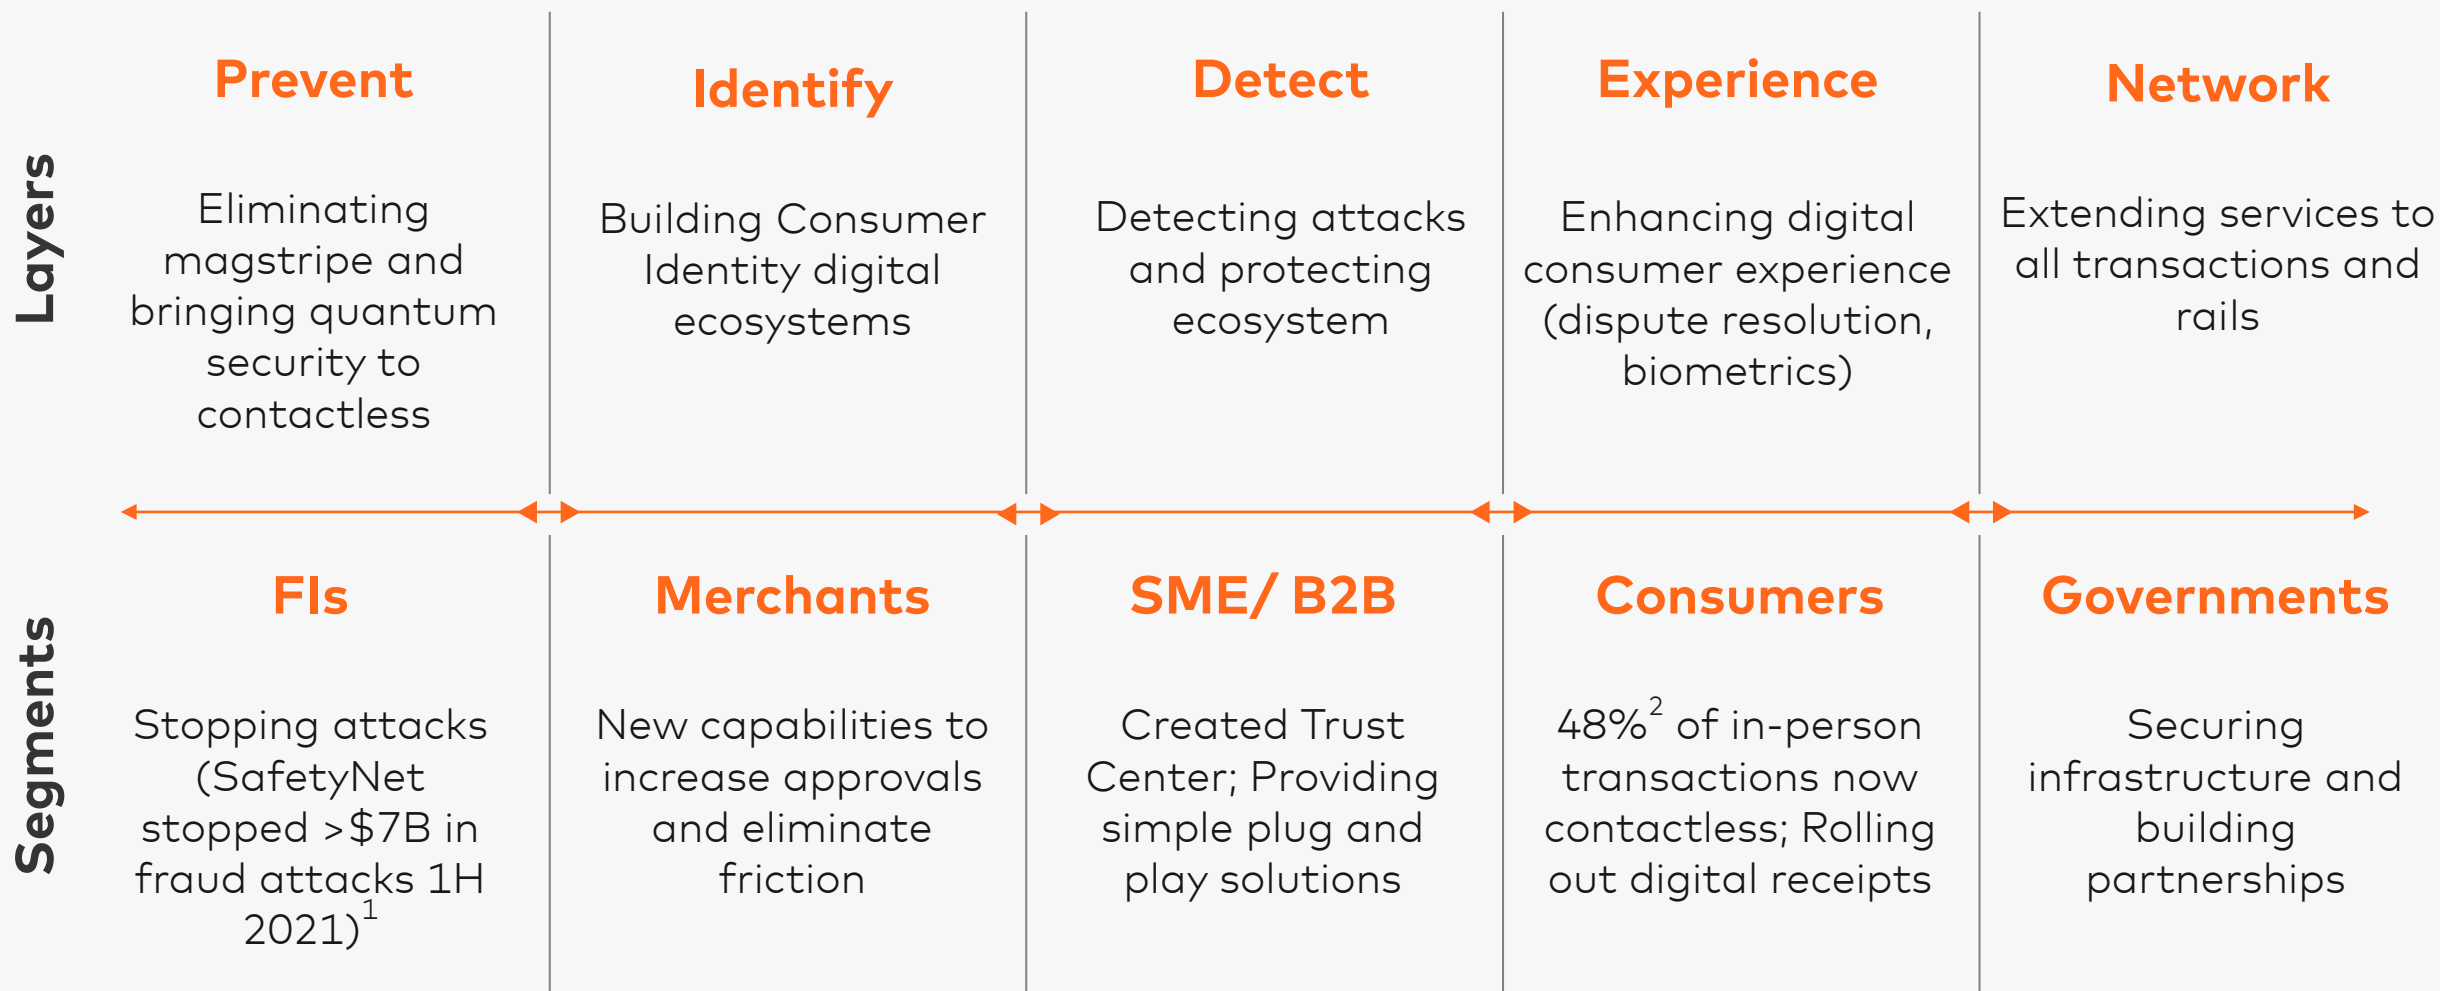 Layers
Prevent
Eliminating
magstripe and
bringing quantum
security to
contactless
Identify
Building Consumer
Identity digital
ecosystems
Detect
Detecting attacks
and protecting
ecosystem
Experience
Enhancing digital
consumer experience
(dispute resolution,
biometrics)
Network
Extending services to
all transactions and
rails
Segments
FIs
Stopping attacks
(SafetyNet
stopped >$7B in
fraud attacks 1H
2021)1
Merchants
New capabilities to
increase approvals
and eliminate
friction
SME/ B2B
Created Trust
Center; Providing
simple plug and
play solutions
Consumers
48%2 of in-person
transactions now
contactless; Rolling
out digital receipts
Governments
Securing
infrastructure and
building
partnerships